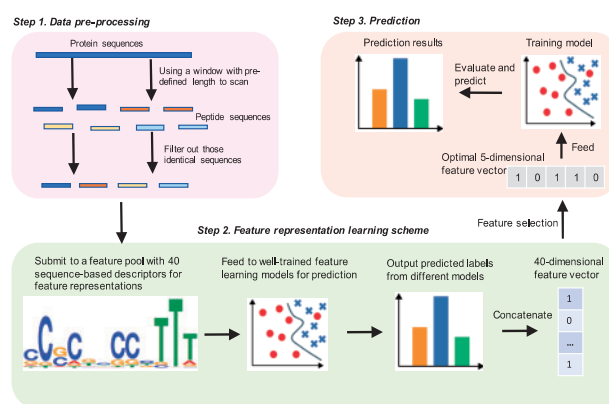 Step 1. Data pre-processing
Protein sequences
Using a window with pre-
defined length to scan
Peptide sequences
Filter out those
identical sequences
Step 3. Prediction
Prediction results
Training model
Evaluate and
predict
Feed
Optimal 5-dimensional
feature vector
1 0 1 1 0
Feature selection
Step 2. Feature representation learning scheme
Submit to a feature pool with 40
sequence-based descriptors for
feature representations
Feed to well-trained feature
learning models for prediction
Output predicted labels
from different models
Concatenate
40-dimensional
feature vector
1
0
...
1
CCGC CC TTT